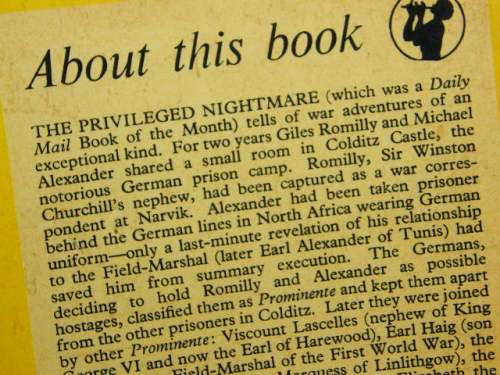 About this book
THE PRIVILEGED NIGHTMARE (which was a Daily
Mail Book of the Month) tells of war adventures of an
exceptional kind. For two years Giles Romilly and Michael
Alexander shared a small room in Colditz Castle, the
notorious German prison camp. Romilly, Sir Winston
Churchill's nephew, had been captured as a war corres-
pondent at Narvik. Alexander had been taken prisoner
behind the German lines in North Africa wearing German
uniform—only a last-minute revelation of his relationship
to the Field-Marshal (later Earl Alexander of Tunis) had
saved him from summary execution. The Germans,
deciding to hold Romilly and Alexander as possible
hostages, classified them as Prominente and kept them apart
from the other prisoners in Colditz. Later they were joined
by other Prominente: Viscount Lascelles (nephew of King
George VI and now the Earl of Harewood), Earl Haig (son
Field-Marshal of the First World War), the
Marquess of Linlithgow), the
Elizabeth the